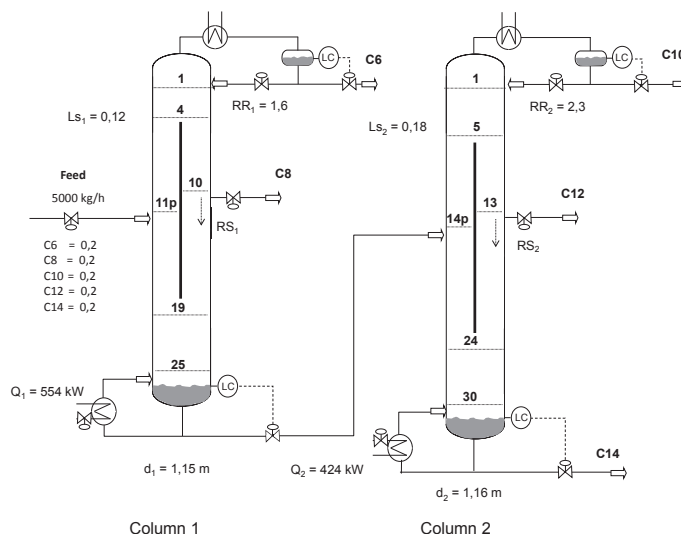 LC
C6
1
RR₁ = 1,6
Ls₁ = 0,12
4
Feed
5000 kg/h
10
C8
11p
RS₁
C6 = 0,2
C8 = 0,2
C10 = 0,2
C12 = 0,2
C14 = 0,2
19
25
LC
Q₁ = 554 kW
d₁ = 1,15 m
Column 1
LC
C10
1
RR₂ = 2,3
Ls₂ = 0,18
5
C12
13
14p
RS₂
24
30
LC
Q₂ = 424 kW
C14
d₂ = 1,16 m
Column 2